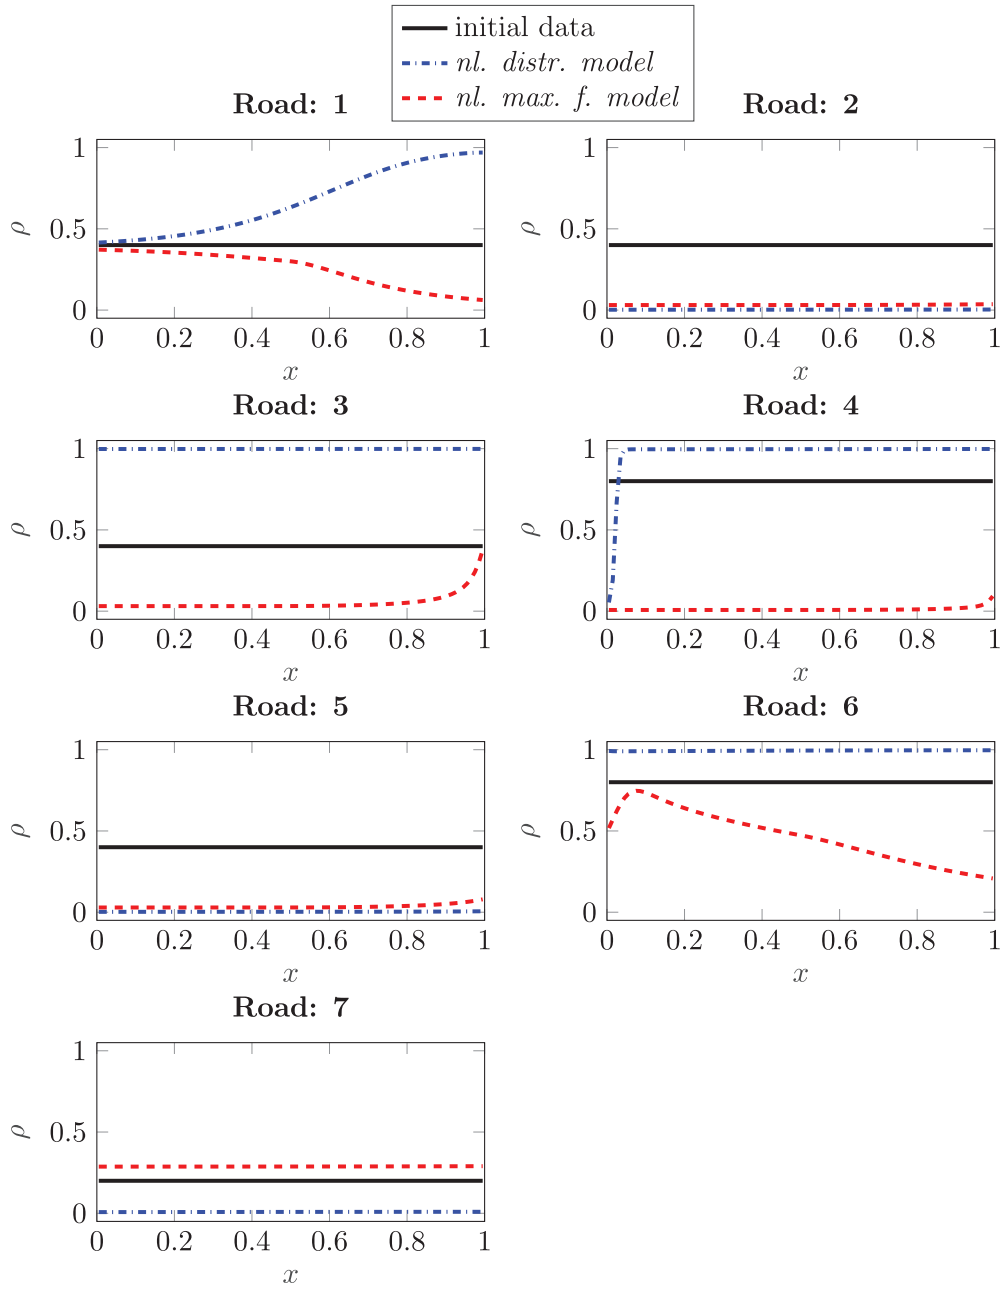 initial data
nl. distr. model
nl. max. f. model
Road: 1
1
0.5
0
ρ
0 0.2 0.4 0.6 0.8 1
x
Road: 2
1
0.5
0
ρ
0 0.2 0.4 0.6 0.8 1
x
Road: 3
1
0.5
0
ρ
0 0.2 0.4 0.6 0.8 1
x
Road: 4
1
0.5
0
ρ
0 0.2 0.4 0.6 0.8 1
x
Road: 5
1
0.5
0
ρ
0 0.2 0.4 0.6 0.8 1
x
Road: 6
1
0.5
0
ρ
0 0.2 0.4 0.6 0.8 1
x
Road: 7
1
0.5
0
ρ
0 0.2 0.4 0.6 0.8 1
x